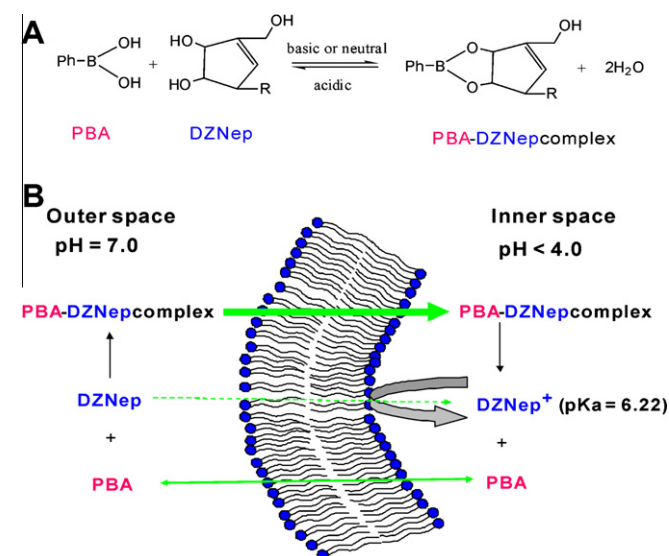 A
OH
Ph-B
OH
+
HO
HO
OH
R
basic or neutral
acidic
Ph-B
O
O
OH
R
+ 2H2O
PBA
DZNep
PBA-DZNepcomplex
B
Outer space
pH = 7.0
Inner space
pH < 4.0
PBA-DZNepcomplex
PBA-DZNepcomplex
DZNep
DZNep+ (pKa = 6.22)
+
+
PBA
PBA